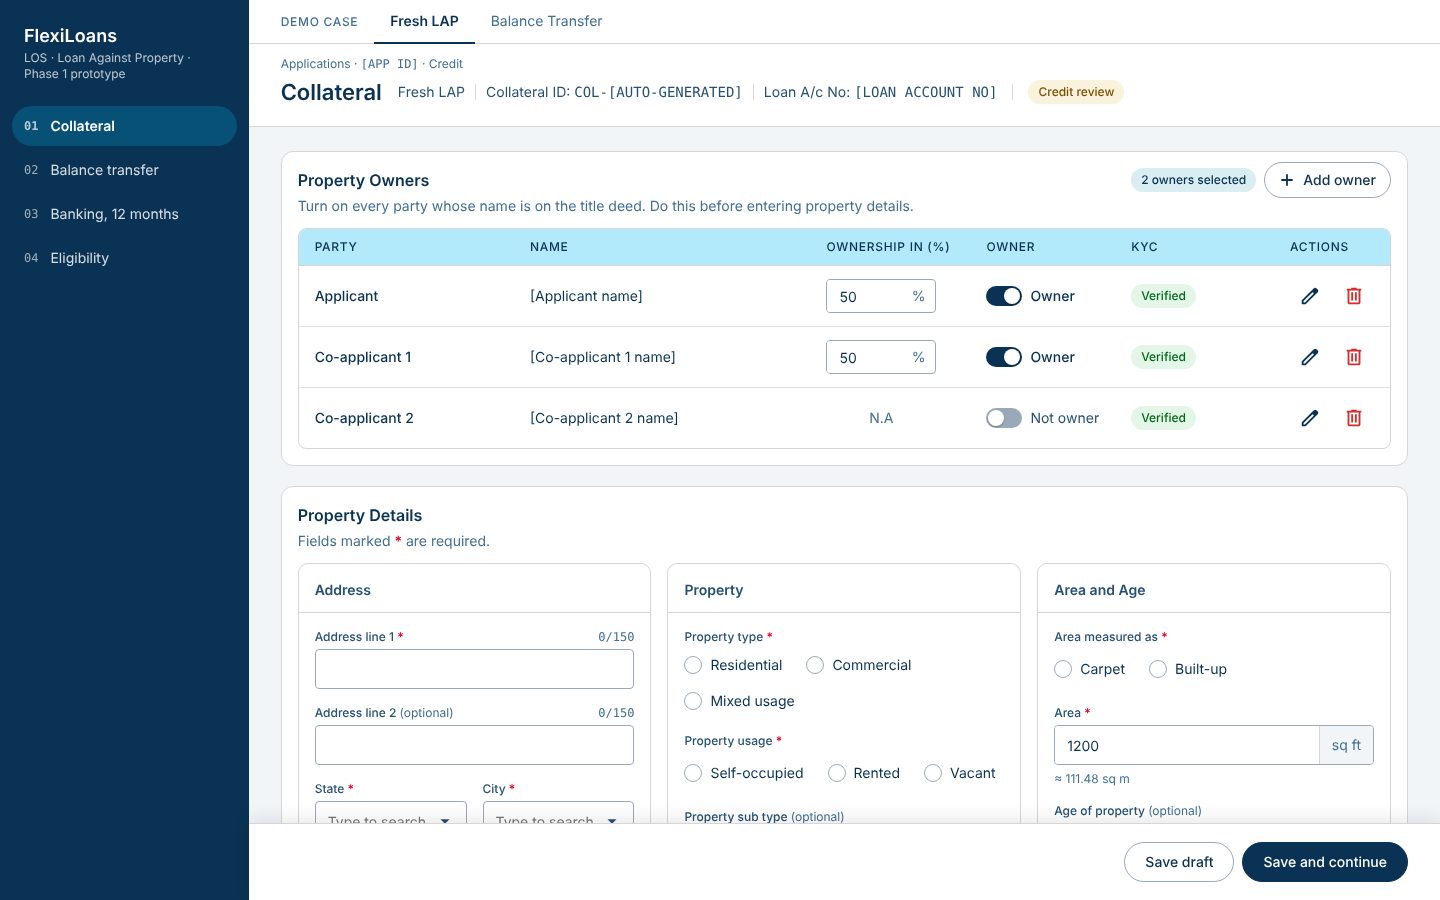 FlexiLoans
LOS · Loan Against Property ·
Phase 1 prototype
01 Collateral
02 Balance transfer
03 Banking, 12 months
04 Eligibility
DEMO CASE Fresh LAP Balance Transfer
Applications · [APP ID] · Credit
Collateral Fresh LAP Collateral ID: COL-[AUTO-GENERATED] Loan A/c No: [LOAN ACCOUNT NO] Credit review
Property Owners 2 owners selected + Add owner
Turn on every party whose name is on the title deed. Do this before entering property details.
PARTY NAME OWNERSHIP IN (%) OWNER KYC ACTIONS
Applicant [Applicant name] 50 % Owner Verified
Co-applicant 1 [Co-applicant 1 name] 50 % Owner Verified
Co-applicant 2 [Co-applicant 2 name] N.A Not owner Verified
Property Details
Fields marked * are required.
Address
Address line 1 * 0/150
Address line 2 (optional) 0/150
State * City *
Type to search Type to search
Property
Property type *
Residential Commercial
Mixed usage
Property usage *
Self-occupied Rented Vacant
Property sub type (optional)
Area and Age
Area measured as *
Carpet Built-up
Area *
1200 sq ft
≈ 111.48 sq m
Age of property (optional)
Save draft Save and continue